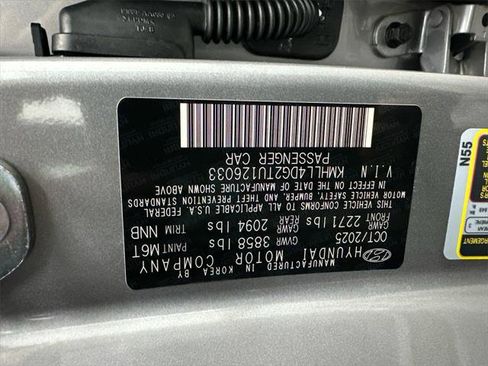 MANUFACTURED IN KOREA BY
HYUNDAI MOTOR COMPANY
OCT/2025 GVWR 3858 lbs PAINT M6T
GAWR FRONT 2271 lbs GAWR REAR 2094 lbs TRIM NNB
THIS VEHICLE CONFORMS TO ALL APPLICABLE U.S.A. FEDERAL
MOTOR VEHICLE SAFETY, BUMPER, AND THEFT PREVENTION STANDARDS
IN EFFECT ON THE DATE OF MANUFACTURE SHOWN ABOVE
V.I.N KMHLL4DG2TU126033
PASSENGER CAR
N55